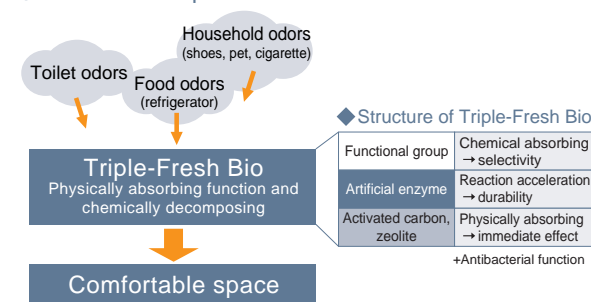 Household odors
(shoes, pet, cigarette)
Toilet odors
Food odors
(refrigerator)
Triple-Fresh Bio
Physically absorbing function and
chemically decomposing
Comfortable space
◆Structure of Triple-Fresh Bio
Functional group
Chemical absorbing
→ selectivity
Artificial enzyme
Reaction acceleration
→ durability
Activated carbon,
zeolite
Physically absorbing
→ immediate effect
+Antibacterial function